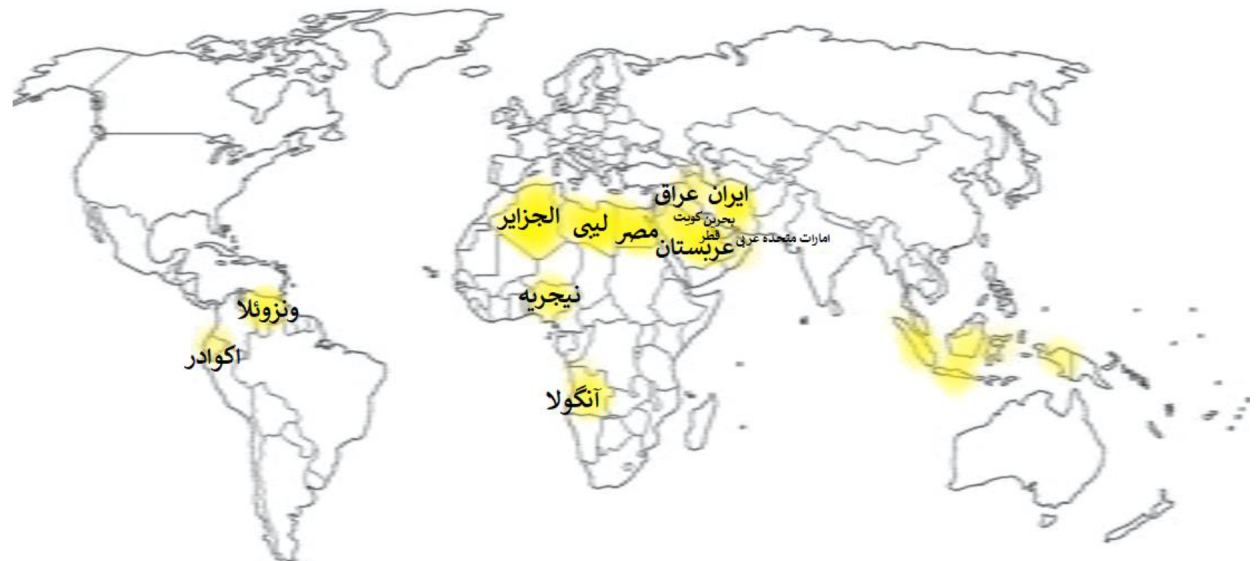 ایران
عراق
کویت
بحرین
قطر
امارات متحده عربی
عربستان
مصر
لیبی
الجزایر
نیجریه
آنگولا
ونزوئلا
اکوادر